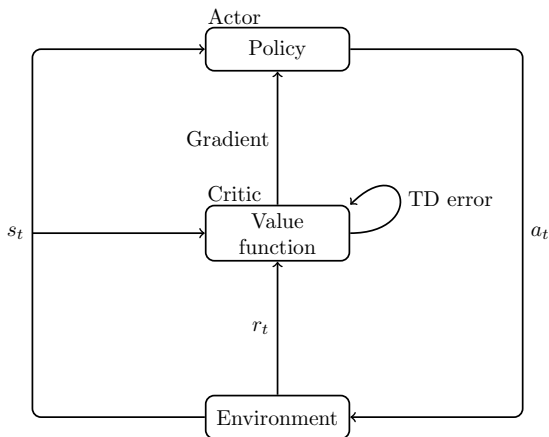 Actor
Policy
Gradient
Critic
Value
function
TD error
s_t
a_t
r_t
Environment